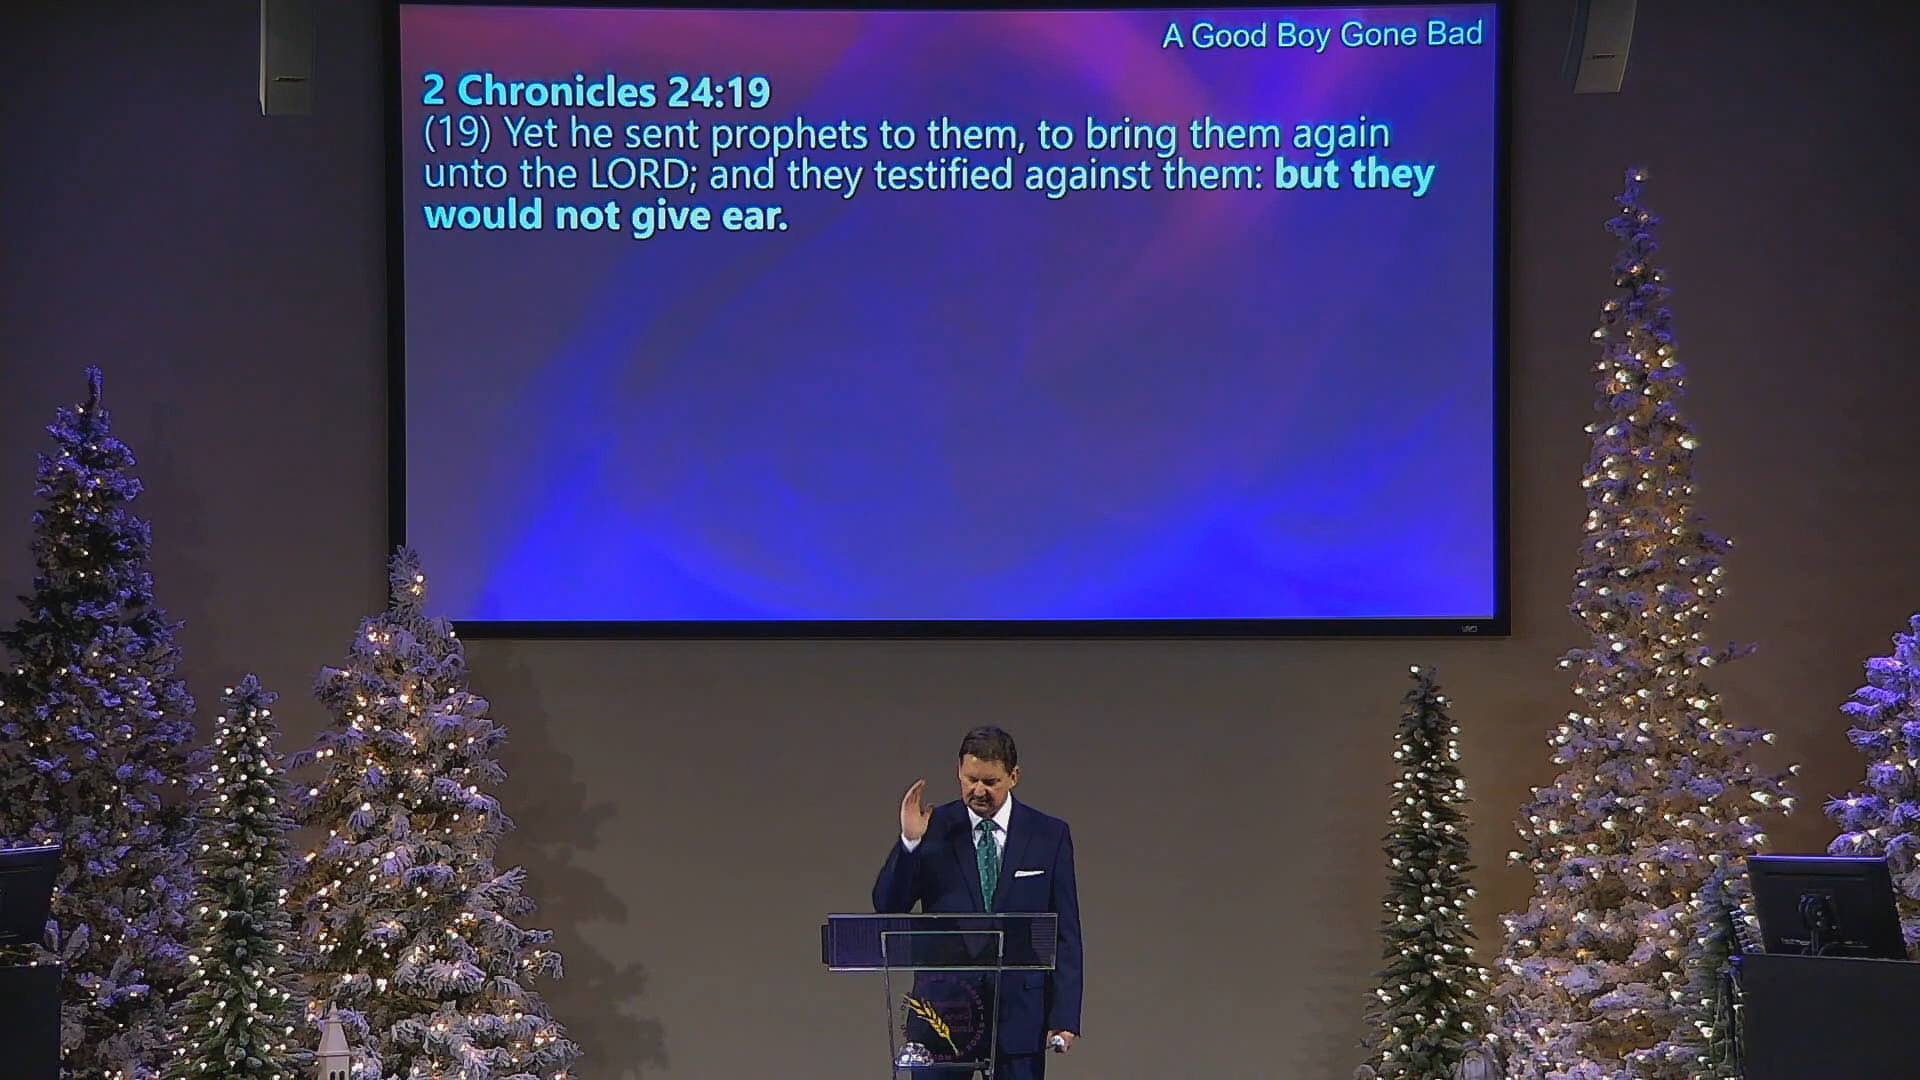 A Good Boy Gone Bad
2 Chronicles 24:19
(19) Yet he sent prophets to them, to bring them again
unto the LORD; and they testified against them: but they
would not give ear.